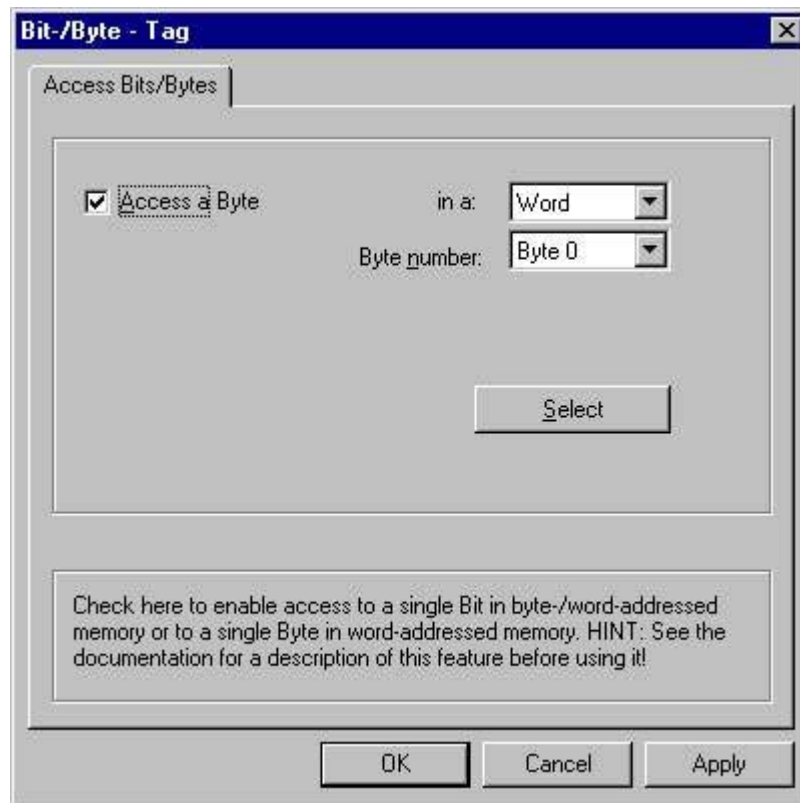 Bit-/Byte - Tag
Access Bits/Bytes
Access a Byte in a: Word
Byte number: Byte 0
Select
Check here to enable access to a single Bit in byte-/word-addressed
memory or to a single Byte in word-addressed memory. HINT: See the
documentation for a description of this feature before using it!
OK Cancel Apply